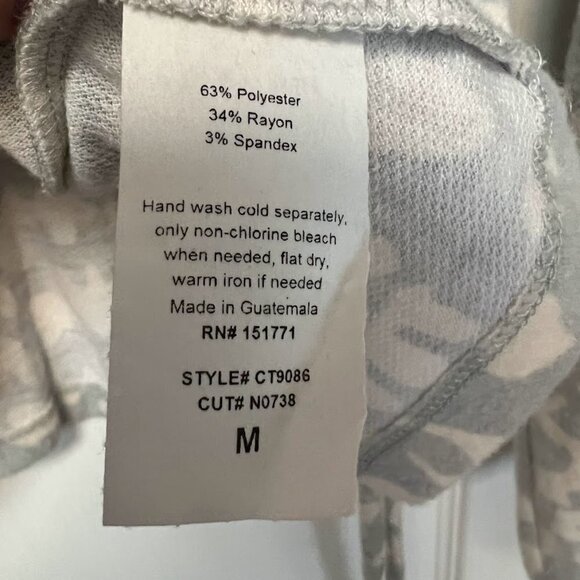 63% Polyester
34% Rayon
3% Spandex
Hand wash cold separately,
only non-chlorine bleach
when needed, flat dry,
warm iron if needed
Made in Guatemala
RN# 151771
STYLE# CT9086
CUT# N0738
M